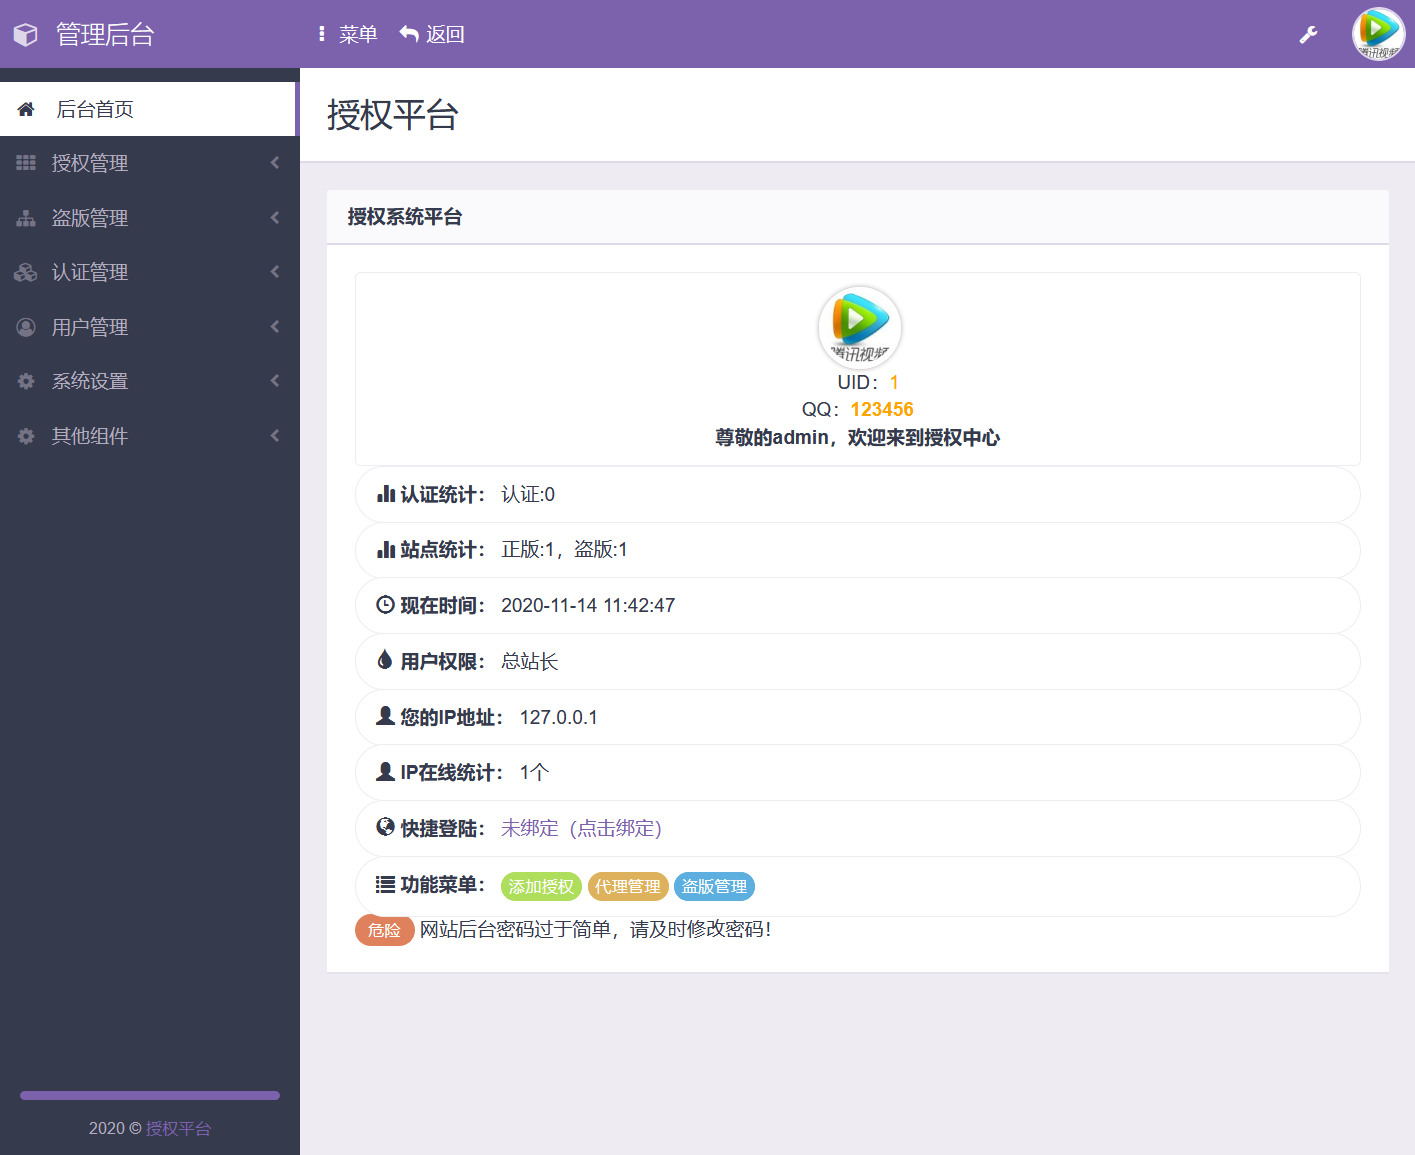 管理后台
菜单 返回
腾讯视频
后台首页
授权管理
盗版管理
认证管理
用户管理
系统设置
其他组件
2020 © 授权平台
授权平台
授权系统平台
腾讯视频
UID：1
QQ：123456
尊敬的admin，欢迎来到授权中心
认证统计： 认证:0
站点统计： 正版:1，盗版:1
现在时间： 2020-11-14 11:42:47
用户权限： 总站长
您的IP地址： 127.0.0.1
IP在线统计： 1个
快捷登陆： 未绑定（点击绑定）
功能菜单： 添加授权 代理管理 盗版管理
危险 网站后台密码过于简单，请及时修改密码！